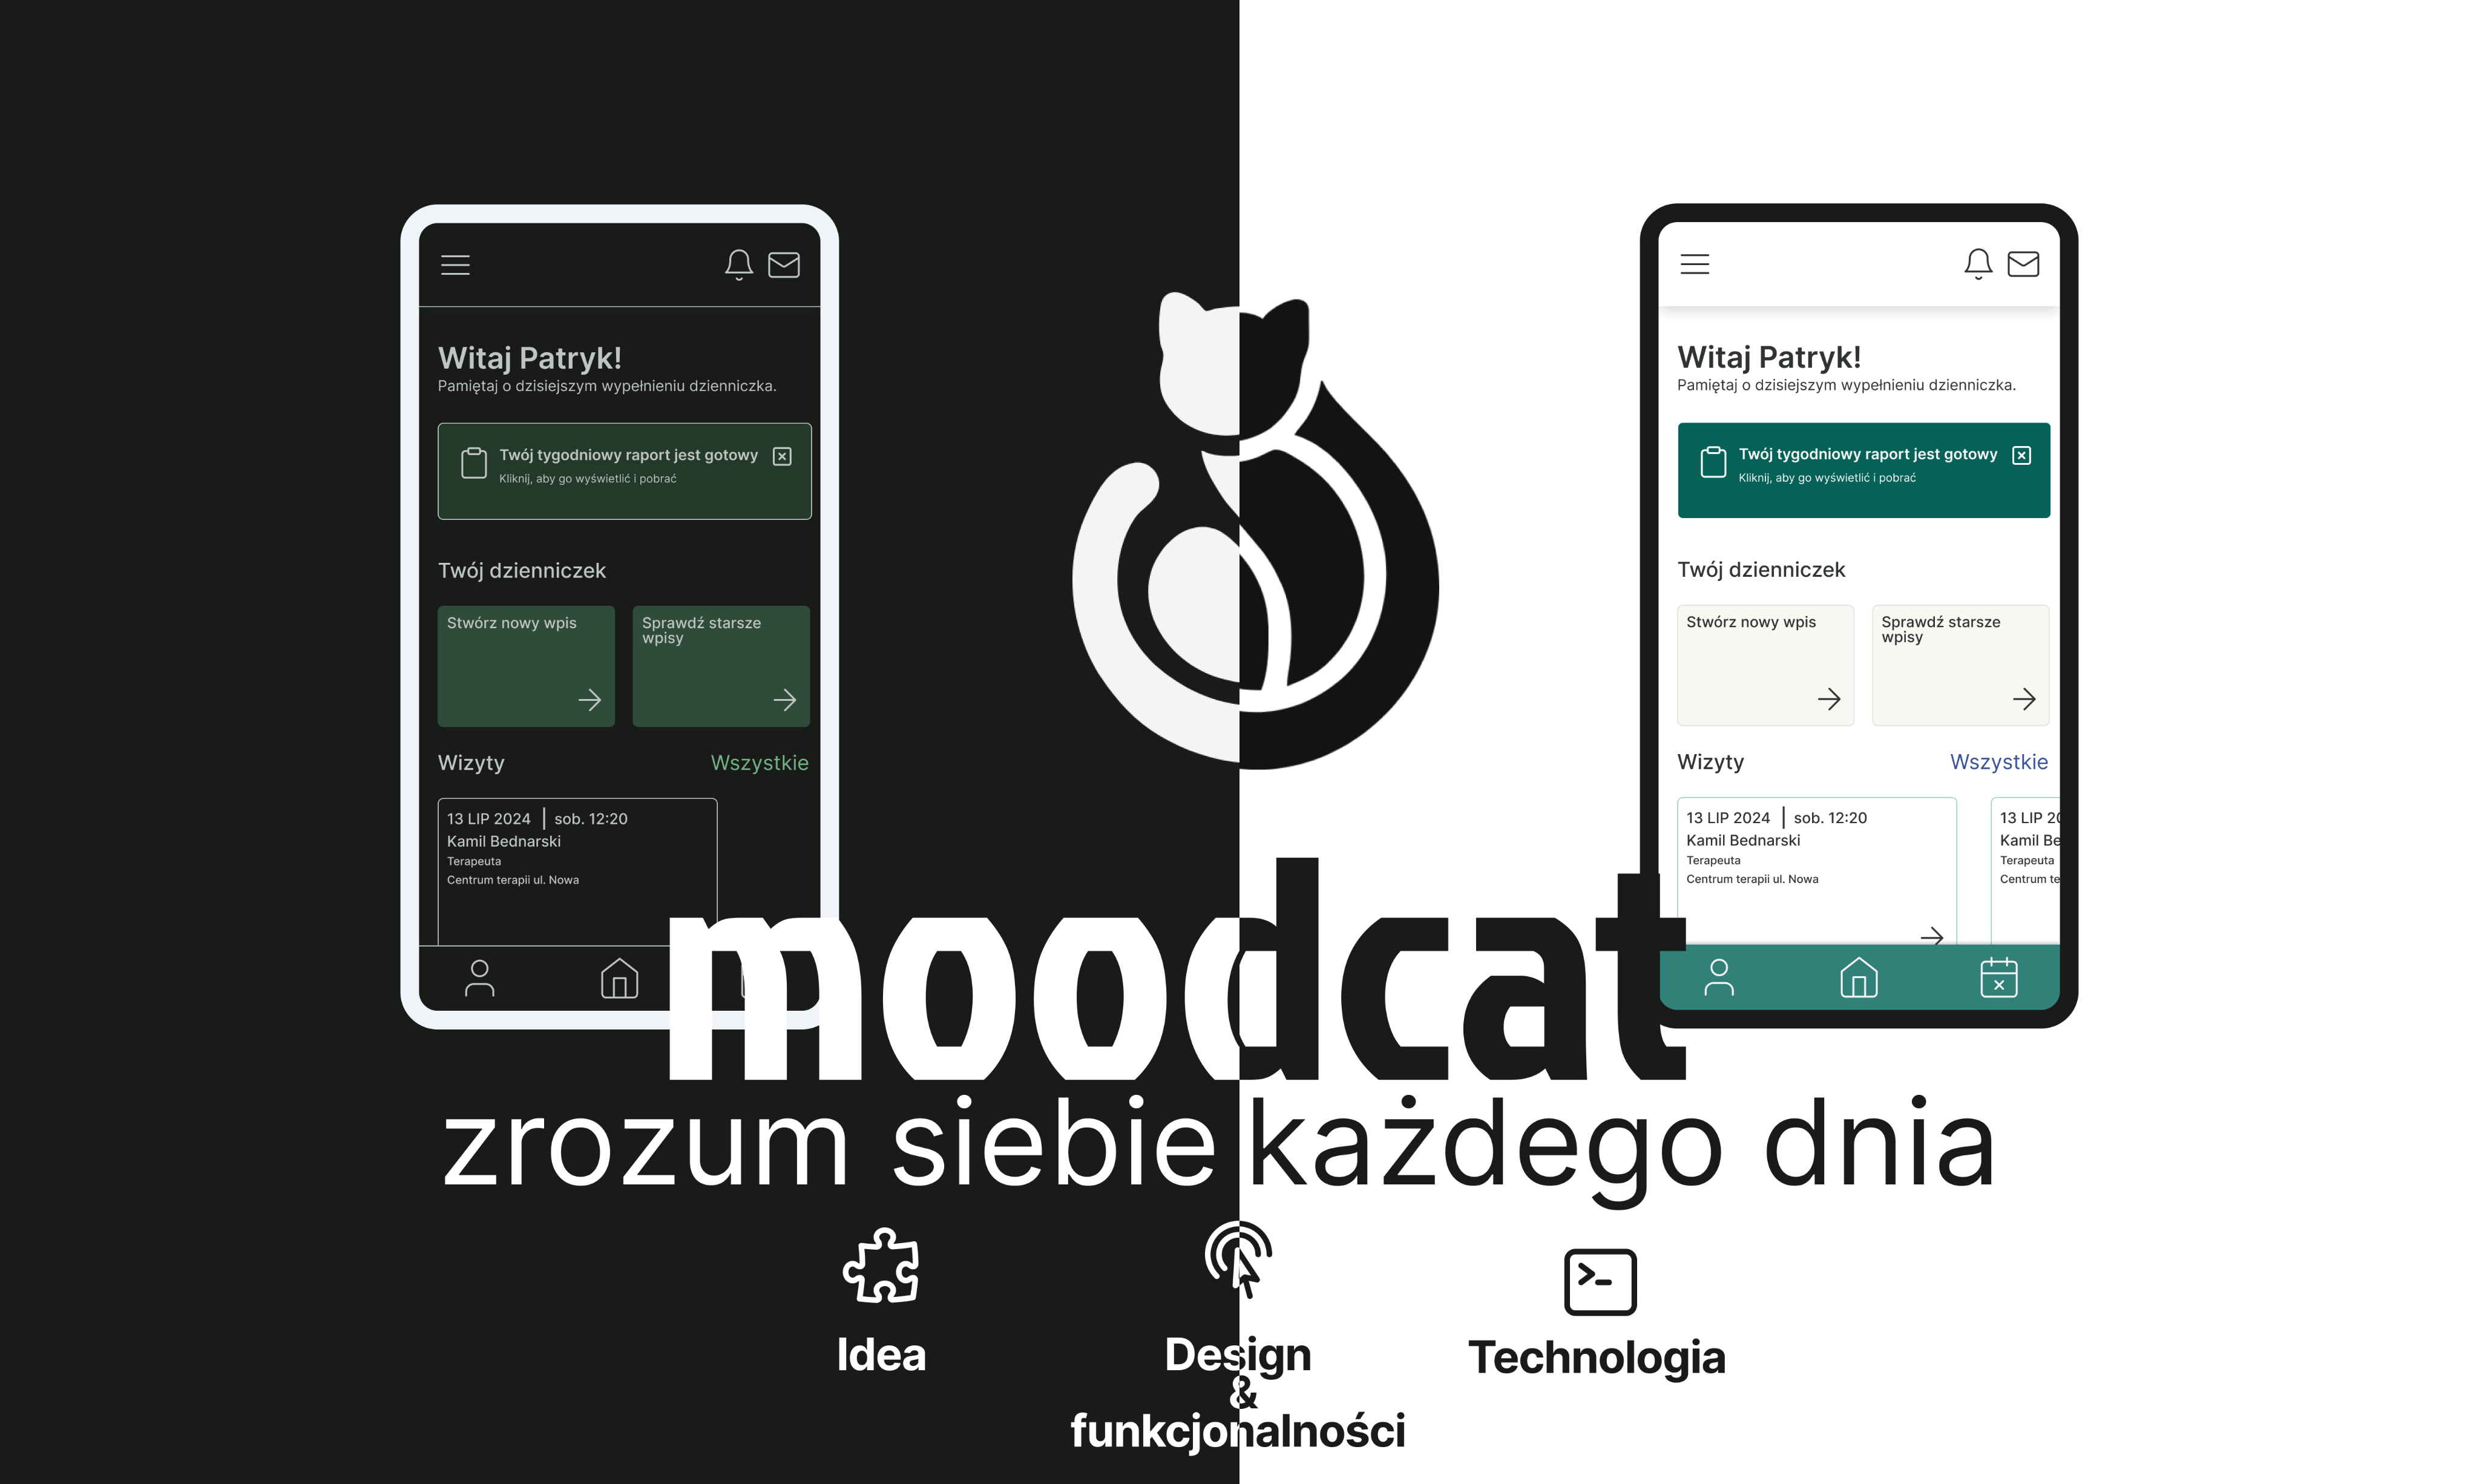 Witaj Patryk!
Pamiętaj o dzisiejszym wypełnieniu dzienniczka.
Twój tygodniowy raport jest gotowy
Kliknij, aby go wyświetlić i pobrać
Twój dzienniczek
Stwórz nowy wpis
Sprawdź starsze
wpisy
Wizyty
Wszystkie
13 LIP 2024 | sob. 12:20
Kamil Bednarski
Terapeuta
Centrum terapii ul. Nowa
Witaj Patryk!
Pamiętaj o dzisiejszym wypełnieniu dzienniczka.
Twój tygodniowy raport jest gotowy
Kliknij, aby go wyświetlić i pobrać
Twój dzienniczek
Stwórz nowy wpis
Sprawdź starsze
wpisy
Wizyty
Wszystkie
13 LIP 2024 | sob. 12:20
Kamil Bednarski
Terapeuta
Centrum terapii ul. Nowa
13 LIP 20
Kamil Be
Terapeuta
Centrum te
moodcat
zrozum siebie każdego dnia
Idea
Design
&
funkcjonalności
Technologia